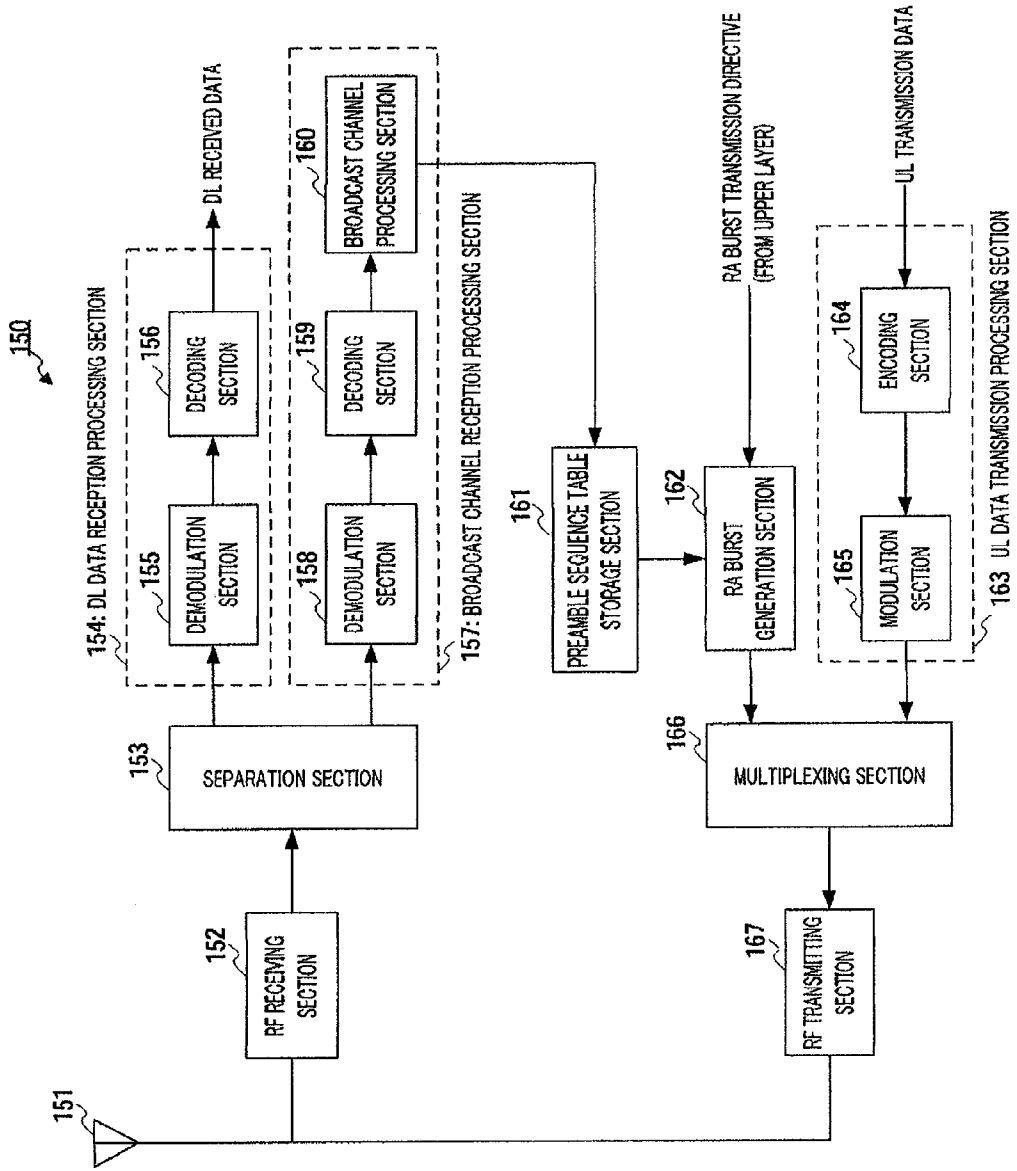 150
154: DL DATA RECEPTION PROCESSING SECTION
155
DEMODULATION
SECTION
156
DECODING
SECTION
DL RECEIVED DATA
158
DEMODULATION
SECTION
159
DECODING
SECTION
160
BROADCAST CHANNEL
PROCESSING SECTION
157: BROADCAST CHANNEL RECEPTION PROCESSING SECTION
151
152
RF RECEIVING
SECTION
153
SEPARATION SECTION
161
PREAMBLE SEQUENCE TABLE
STORAGE SECTION
162
RA BURST
GENERATION SECTION
RA BURST TRANSMISSION DIRECTIVE
(FROM UPPER LAYER)
167
RF TRANSMITTING
SECTION
166
MULTIPLEXING SECTION
165
MODULATION
SECTION
164
ENCODING
SECTION
UL TRANSMISSION DATA
163 UL DATA TRANSMISSION PROCESSING SECTION